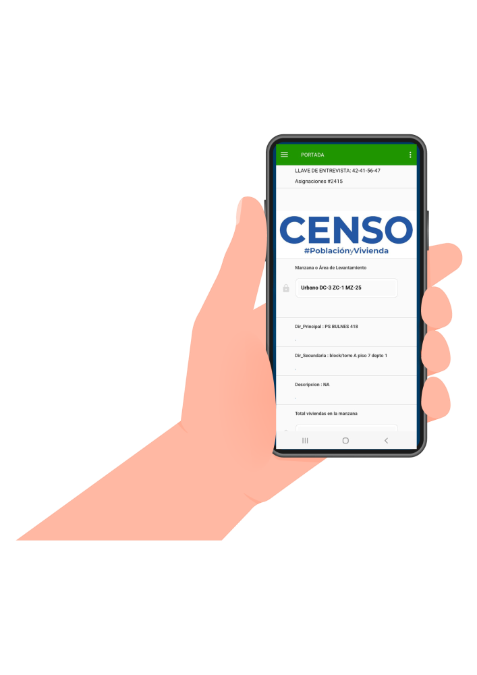 PORTADA
LLAVE DE ENTREVISTA: 42-41-56-47
Asignaciones #2415
CENSO
#PoblaciónyVivienda
Manzana o Área de Levantamiento
Urbano DC-3 ZC-1 MZ-25
Dir_Principal : PG BULNES 418
Dir_Secundaria : block/torre A piso 7 depto 1
Descripcion : NA
Total viviendas en la manzana